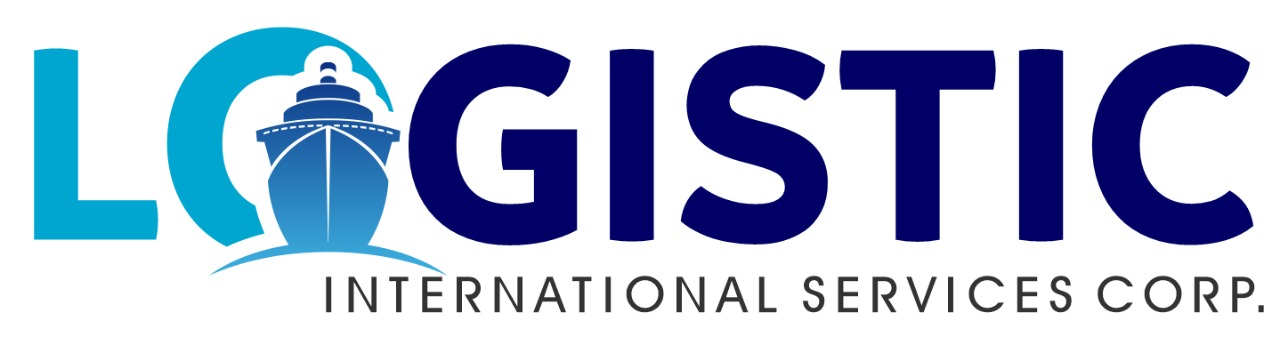 LOGISTIC
INTERNATIONAL SERVICES CORP.